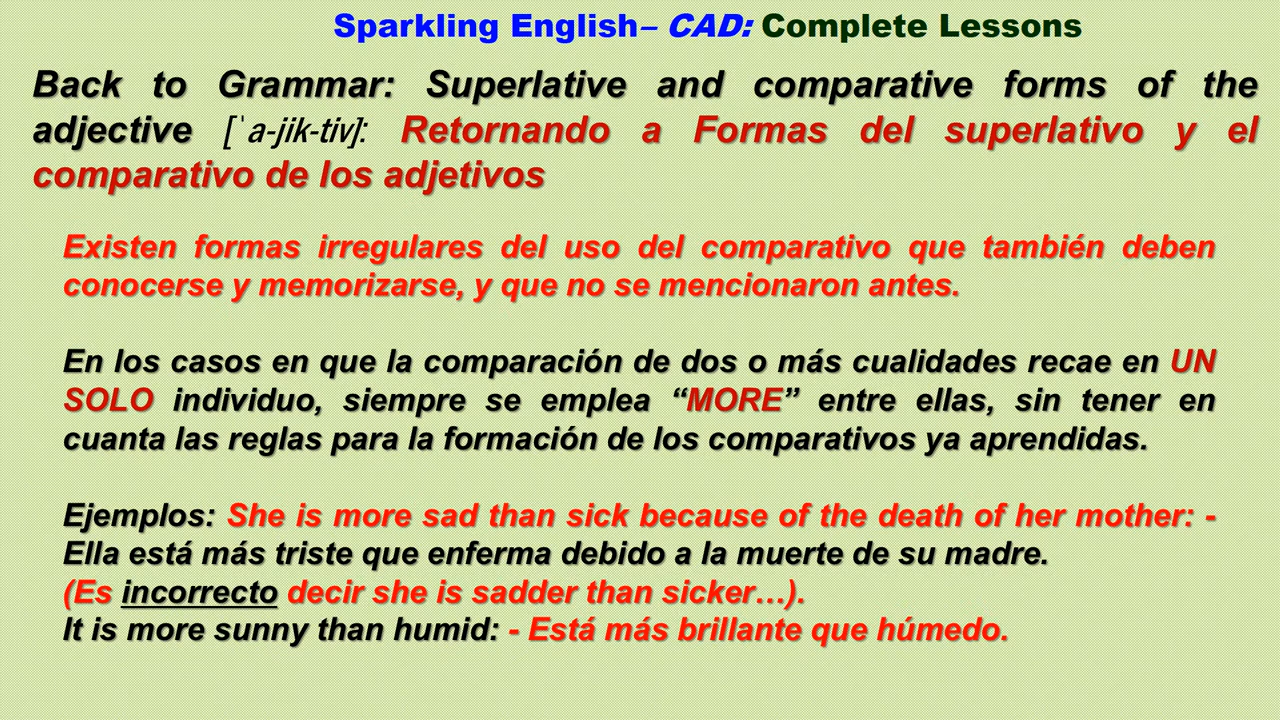 Sparkling English– CAD: Complete Lessons
Back to Grammar: Superlative and comparative forms of the
adjective [ˋa-jik-tiv]: Retornando a Formas del superlativo y el
comparativo de los adjetivos
Existen formas irregulares del uso del comparativo que también deben
conocerse y memorizarse, y que no se mencionaron antes.
En los casos en que la comparación de dos o más cualidades recae en UN
SOLO individuo, siempre se emplea “MORE” entre ellas, sin tener en
cuanta las reglas para la formación de los comparativos ya aprendidas.
Ejemplos: She is more sad than sick because of the death of her mother: -
Ella está más triste que enferma debido a la muerte de su madre.
(Es incorrecto decir she is sadder than sicker…).
It is more sunny than humid: - Está más brillante que húmedo.